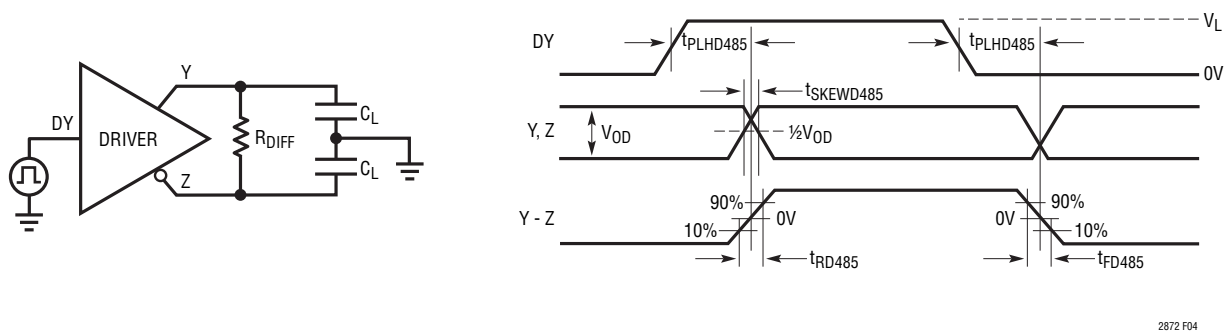 DY
DRIVER
Y
Z
RDIFF
CL
CL
DY
tPLHD485
tPLHD485
VL
0V
tSKEWD485
Y, Z
VOD
½VOD
Y - Z
90%
10%
0V
tRD485
0V
90%
10%
tFD485
2872 F04